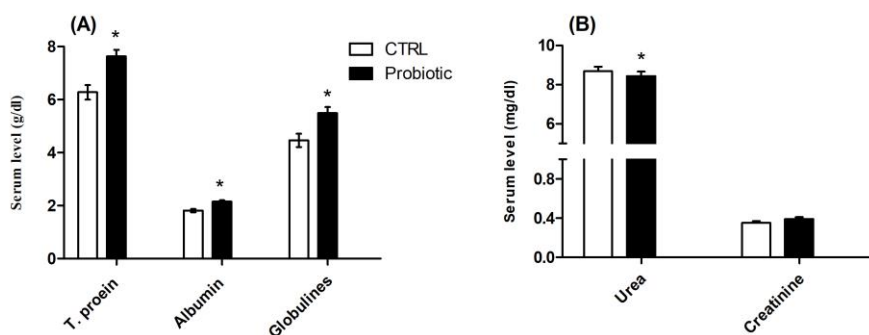 (A)
CTRL
Probiotic
*
*
*
Serum level (g/dl)
8
6
4
2
0
T. proein
Albumin
Globulines
(B)
*
Serum level (mg/dl)
10
8
6
0.8
0.4
0.0
Urea
Creatinine